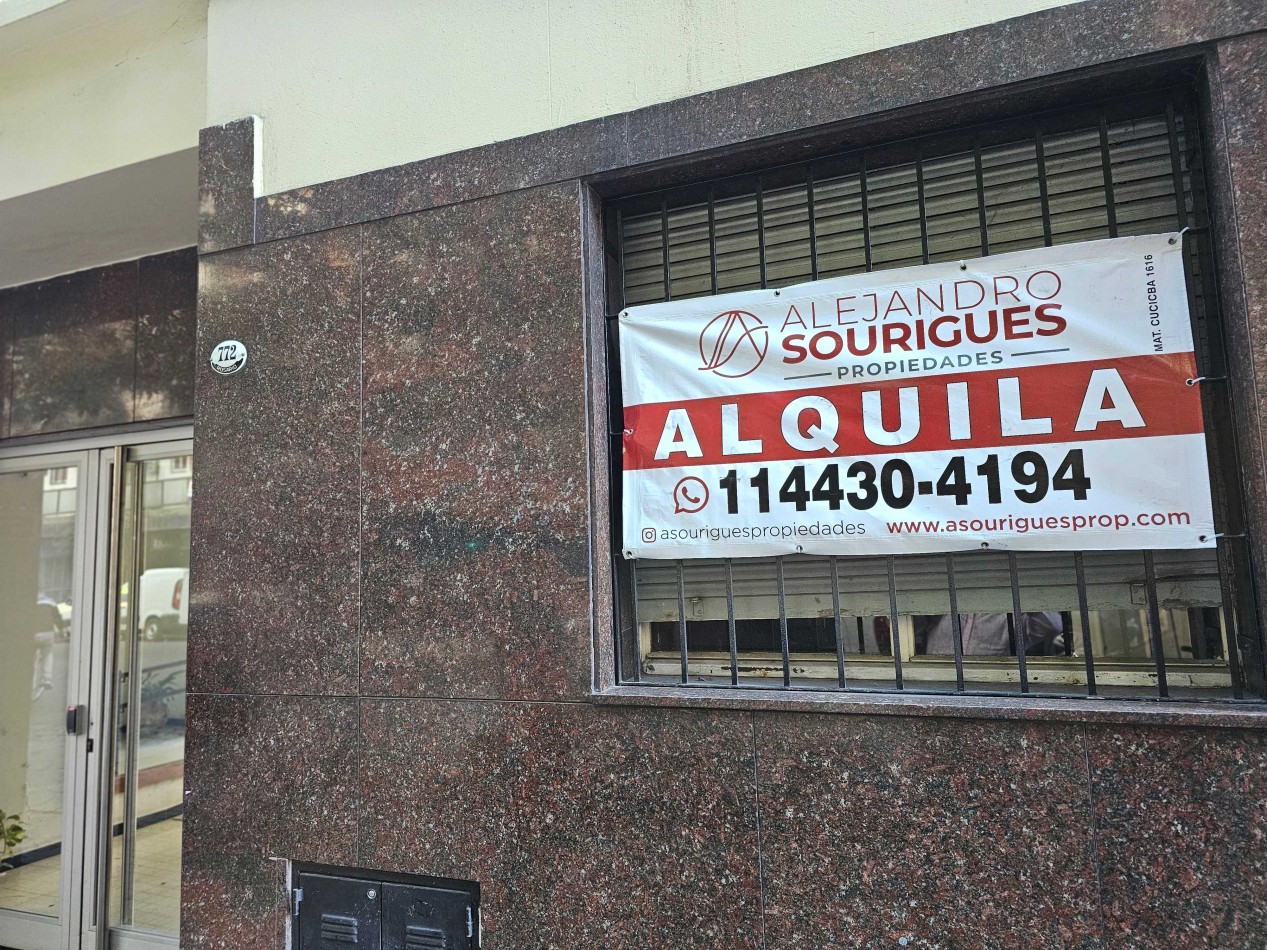 772
ALEJANDRO
SOURIGUES
PROPIEDADES
MAT. CUCICBA 1616
ALQUILA
114430-4194
asouriguespropiedades
www.asouriguesprop.com